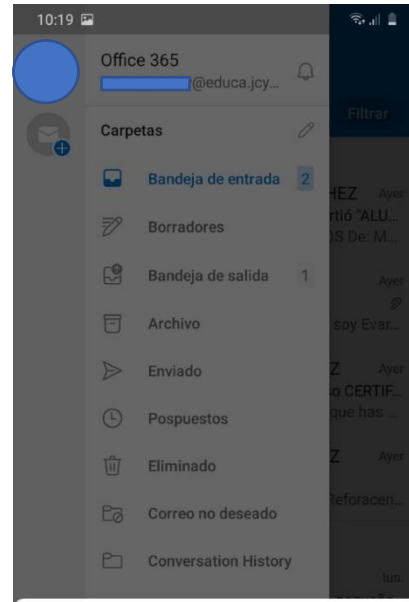 10:19
Office 365
@educa.jcy...
Filtrar
Carpetas
Bandeja de entrada 2
HEZ Ayer
rtió "ALU...
OS De: M...
Borradores
Bandeja de salida 1
Ayer
soy Evar...
Archivo
Enviado
Z Ayer
so CERTIF...
que has ...
Pospuestos
Eliminado
Z Ayer
Reforacen...
Correo no deseado
Conversation History
lun.